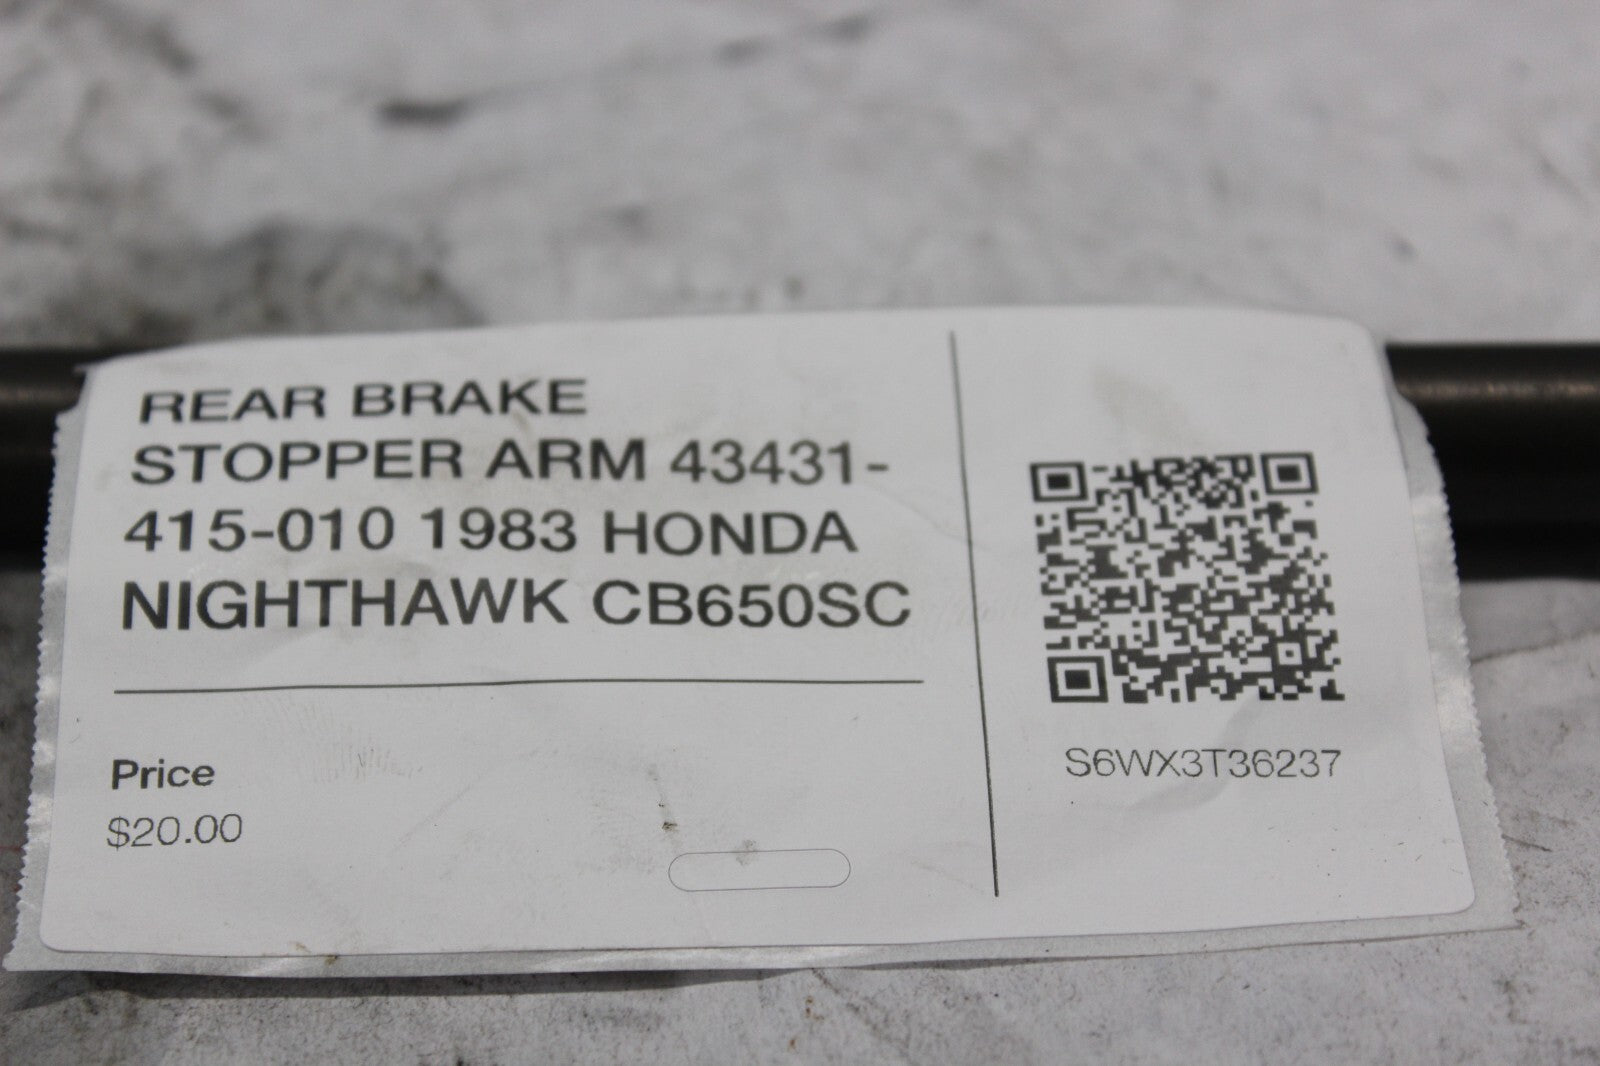 REAR BRAKE
STOPPER ARM 43431-
415-010 1983 HONDA
NIGHTHAWK CB650SC
Price
$20.00
S6WX3T36237